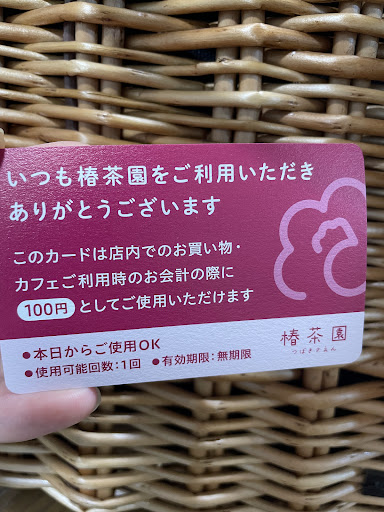 いつも椿茶園をご利用いただき
ありがとうございます
このカードは店内でのお買い物・
カフェご利用時のお会計の際に
100円としてご使用いただけます
●本日からご使用OK
●使用可能回数:1回 ●有効期限:無期限
椿茶園
つばきさえん